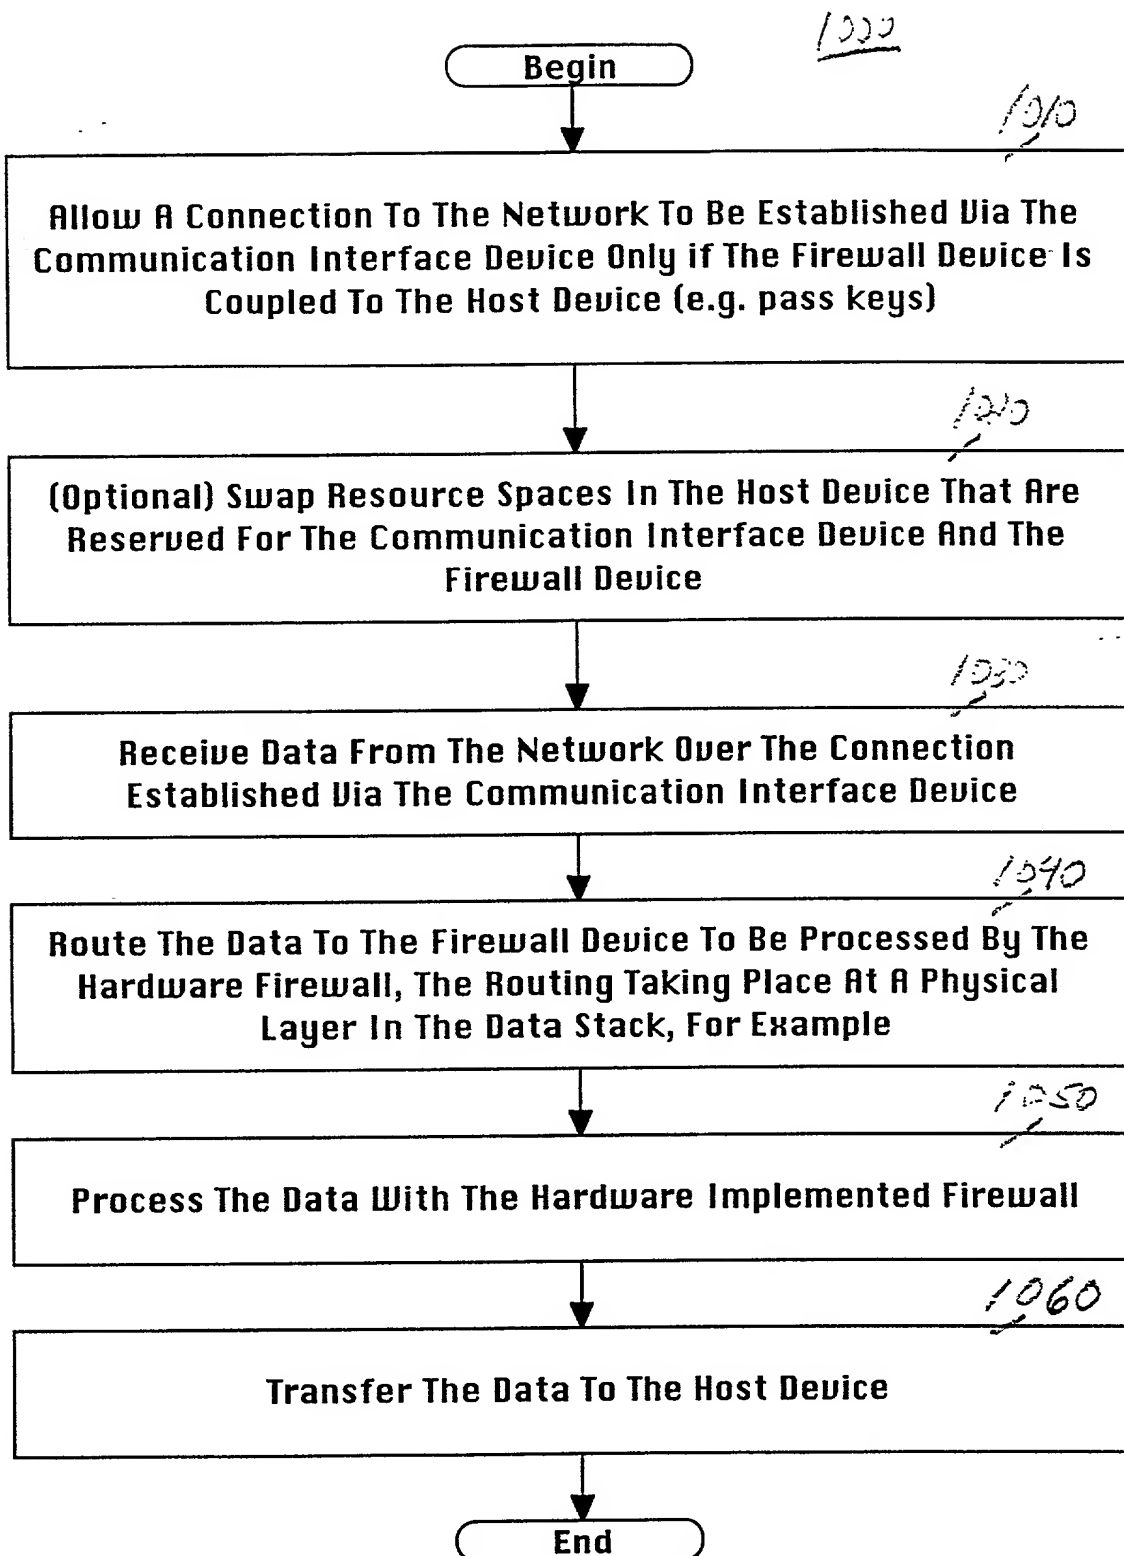 1000
Begin
1010
Allow A Connection To The Network To Be Established Via The
Communication Interface Device Only if The Firewall Device Is
Coupled To The Host Device (e.g. pass keys)
1020
(Optional) Swap Resource Spaces In The Host Device That Are
Reserved For The Communication Interface Device And The
Firewall Device
1030
Receive Data From The Network Over The Connection
Established Via The Communication Interface Device
1040
Route The Data To The Firewall Device To Be Processed By The
Hardware Firewall, The Routing Taking Place At A Physical
Layer In The Data Stack, For Example
1050
Process The Data With The Hardware Implemented Firewall
1060
Transfer The Data To The Host Device
End